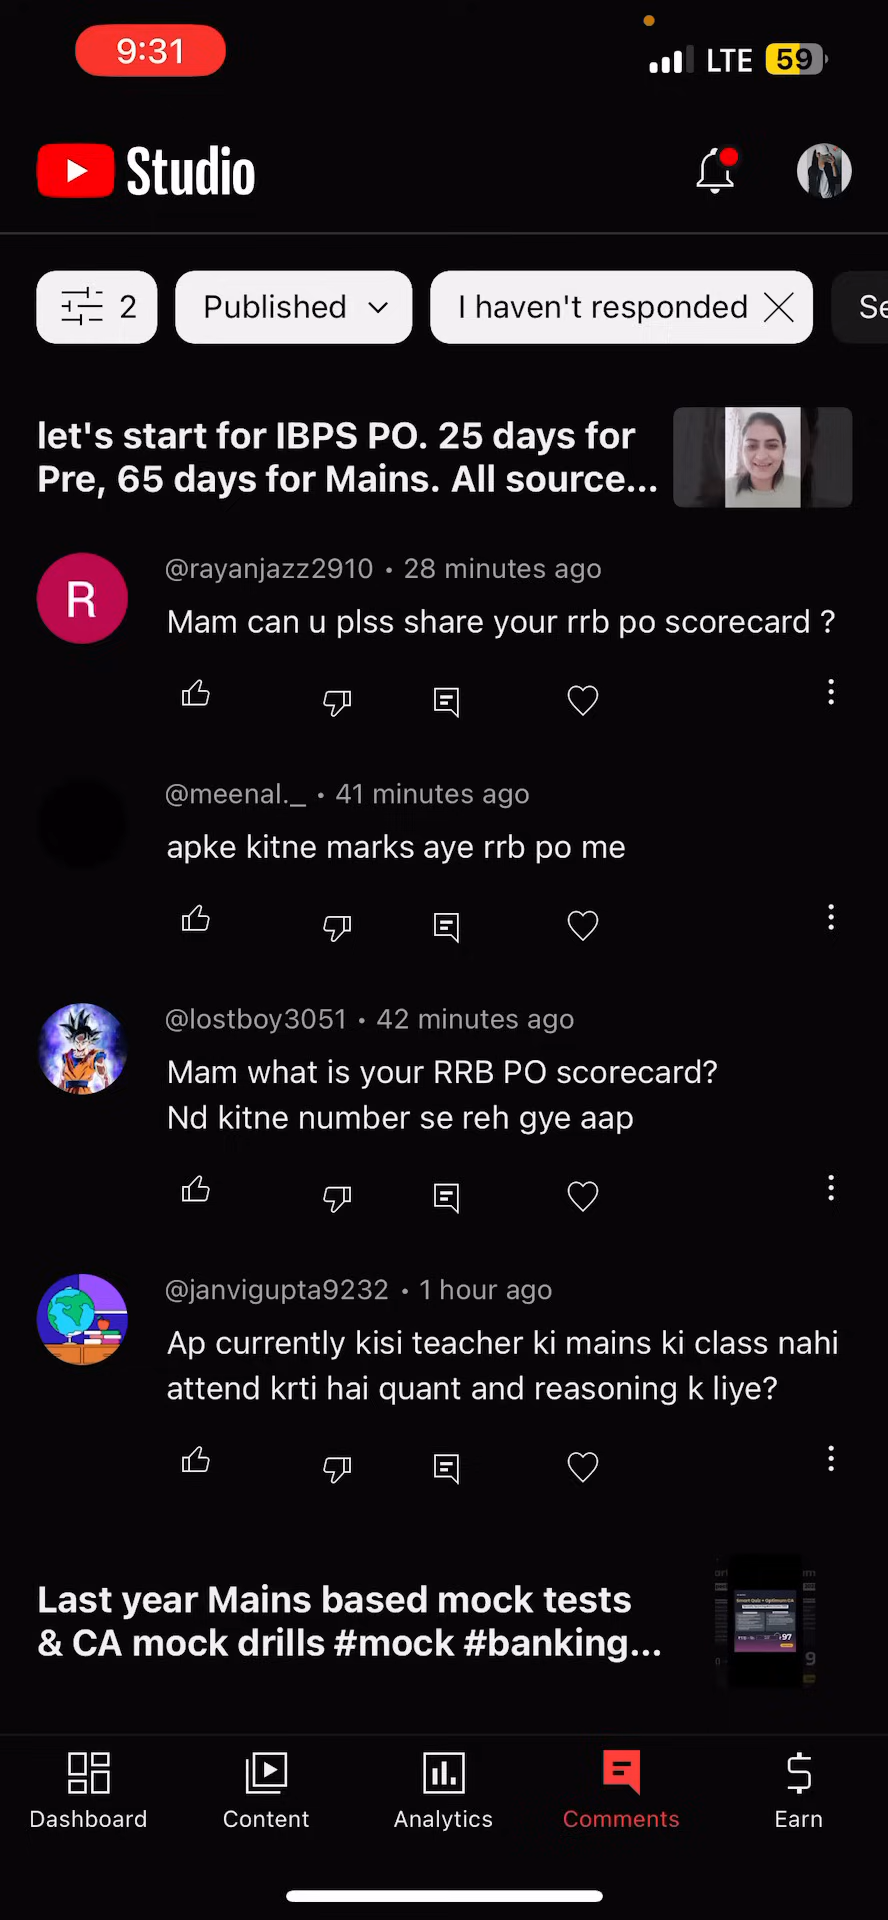 9:31
LTE 59
Studio
2
Published
I haven't responded
Se
let's start for IBPS PO. 25 days for
Pre, 65 days for Mains. All source...
R
@rayanjazz2910 • 28 minutes ago
Mam can u plss share your rrb po scorecard ?
@meenal._ • 41 minutes ago
apke kitne marks aye rrb po me
@lostboy3051 • 42 minutes ago
Mam what is your RRB PO scorecard?
Nd kitne number se reh gye aap
@janvigupta9232 • 1 hour ago
Ap currently kisi teacher ki mains ki class nahi
attend krti hai quant and reasoning k liye?
Last year Mains based mock tests
& CA mock drills #mock #banking...
Smart Quiz + Optimum CA
97
Dashboard
Content
Analytics
Comments
Earn